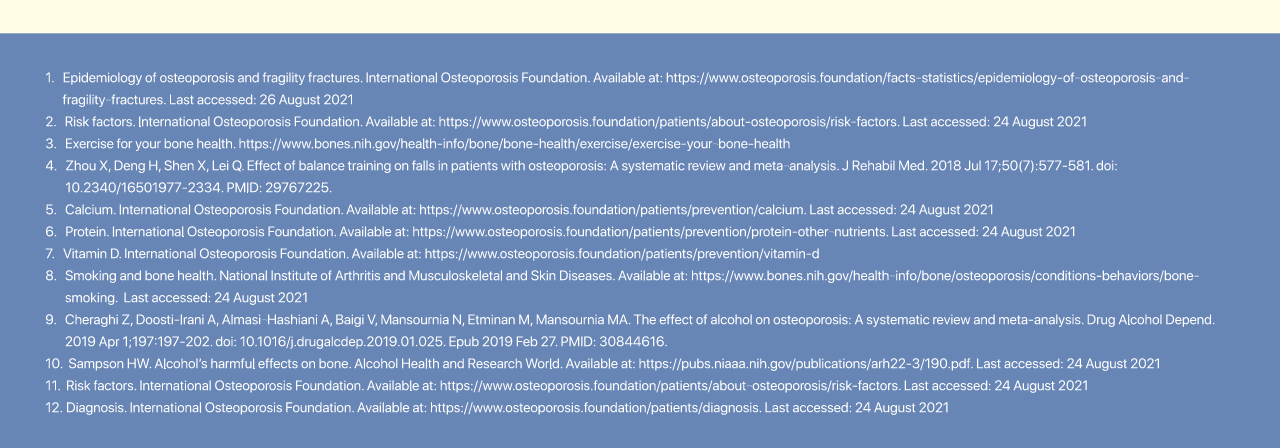 1. Epidemiology of osteoporosis and fragility fractures. International Osteoporosis Foundation. Available at: https://www.osteoporosis.foundation/facts-statistics/epidemiology-of-osteoporosis-and-
fragility-fractures. Last accessed: 26 August 2021
2. Risk factors. International Osteoporosis Foundation. Available at: https://www.osteoporosis.foundation/patients/about-osteoporosis/risk-factors. Last accessed: 24 August 2021
3. Exercise for your bone health. https://www.bones.nih.gov/health-info/bone/bone-health/exercise/exercise-your-bone-health
4. Zhou X, Deng H, Shen X, Lei Q. Effect of balance training on falls in patients with osteoporosis: A systematic review and meta-analysis. J Rehabil Med. 2018 Jul 17;50(7):577-581. doi:
10.2340/16501977-2334. PMID: 29767225.
5. Calcium. International Osteoporosis Foundation. Available at: https://www.osteoporosis.foundation/patients/prevention/calcium. Last accessed: 24 August 2021
6. Protein. International Osteoporosis Foundation. Available at: https://www.osteoporosis.foundation/patients/prevention/protein-other-nutrients. Last accessed: 24 August 2021
7. Vitamin D. International Osteoporosis Foundation. Available at: https://www.osteoporosis.foundation/patients/prevention/vitamin-d
8. Smoking and bone health. National Institute of Arthritis and Musculoskeletal and Skin Diseases. Available at: https://www.bones.nih.gov/health-info/bone/osteoporosis/conditions-behaviors/bone-
smoking. Last accessed: 24 August 2021
9. Cheraghi Z, Doosti-Irani A, Almasi-Hashiani A, Baigi V, Mansournia N, Etminan M, Mansournia MA. The effect of alcohol on osteoporosis: A systematic review and meta-analysis. Drug Alcohol Depend.
2019 Apr 1;197:197-202. doi: 10.1016/j.drugalcdep.2019.01.025. Epub 2019 Feb 27. PMID: 30844616.
10. Sampson HW. Alcohol's harmful effects on bone. Alcohol Health and Research World. Available at: https://pubs.niaaa.nih.gov/publications/arh22-3/190.pdf. Last accessed: 24 August 2021
11. Risk factors. International Osteoporosis Foundation. Available at: https://www.osteoporosis.foundation/patients/about-osteoporosis/risk-factors. Last accessed: 24 August 2021
12. Diagnosis. International Osteoporosis Foundation. Available at: https://www.osteoporosis.foundation/patients/diagnosis. Last accessed: 24 August 2021